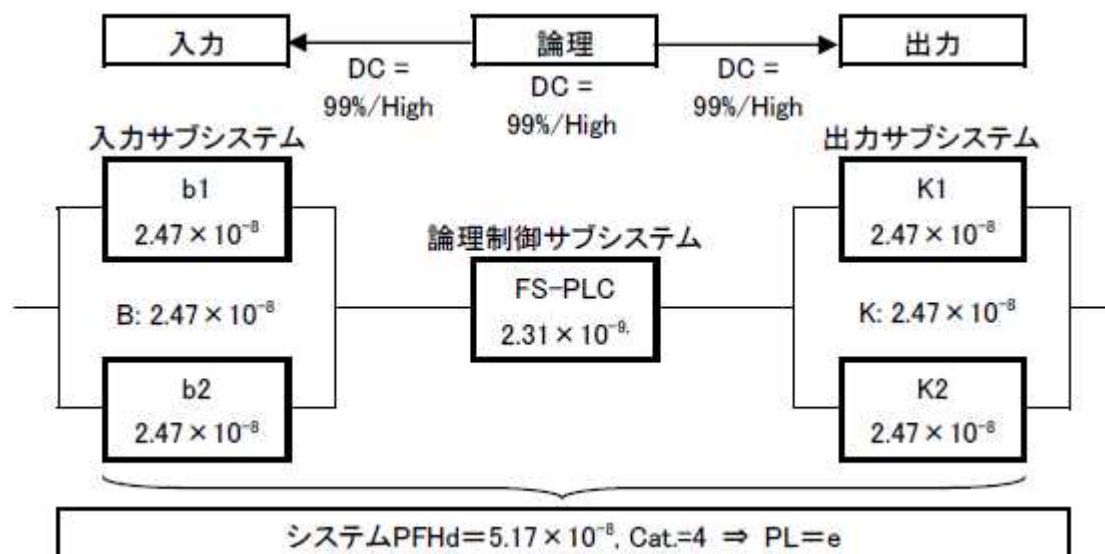 入力
論理
出力
DC =
99%/High
DC =
99%/High
DC =
99%/High
入力サブシステム
出力サブシステム
b1
2.47×10⁻⁸
K1
2.47×10⁻⁸
論理制御サブシステム
FS-PLC
2.31×10⁻⁹.
B: 2.47×10⁻⁸
K: 2.47×10⁻⁸
b2
2.47×10⁻⁸
K2
2.47×10⁻⁸
システムPFHd=5.17×10⁻⁸, Cat.=4 ⇒ PL=e